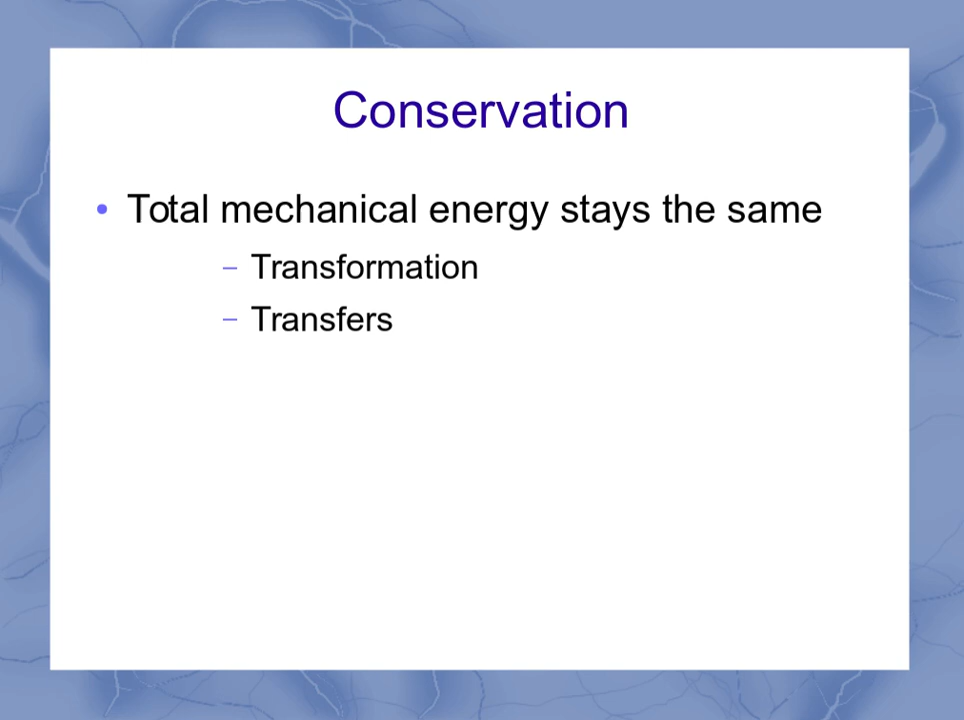 Conservation
• Total mechanical energy stays the same
– Transformation
– Transfers